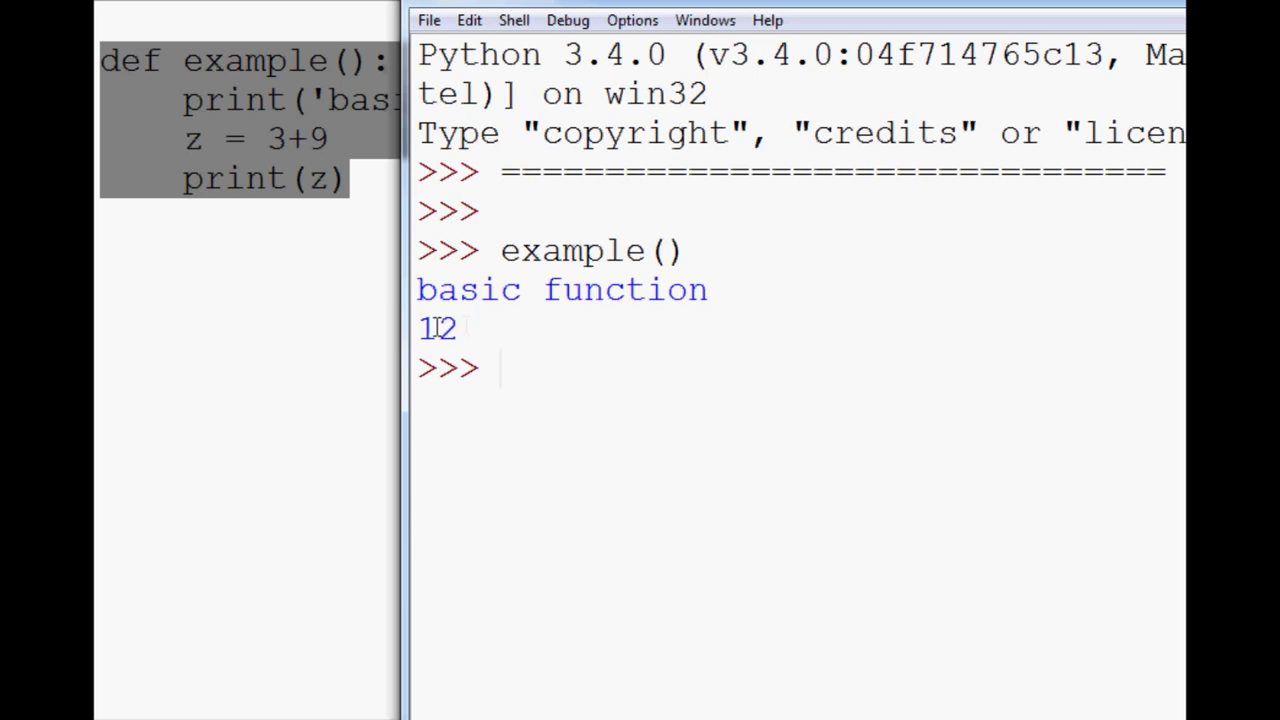 def example():
print('basi
z = 3+9
print(z)
File Edit Shell Debug Options Windows Help
Python 3.4.0 (v3.4.0:04f714765c13, Ma
tel)] on win32
Type "copyright", "credits" or "licen
>>> ================================
>>>
>>> example()
basic function
12
>>>